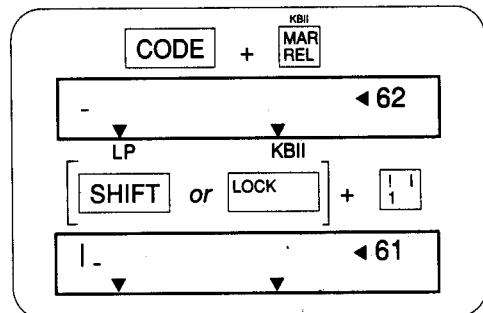 KBII
CODE + MAR REL
- ◄ 62
LP KBII
[ SHIFT or LOCK ] + | | 1
|- ◄ 61